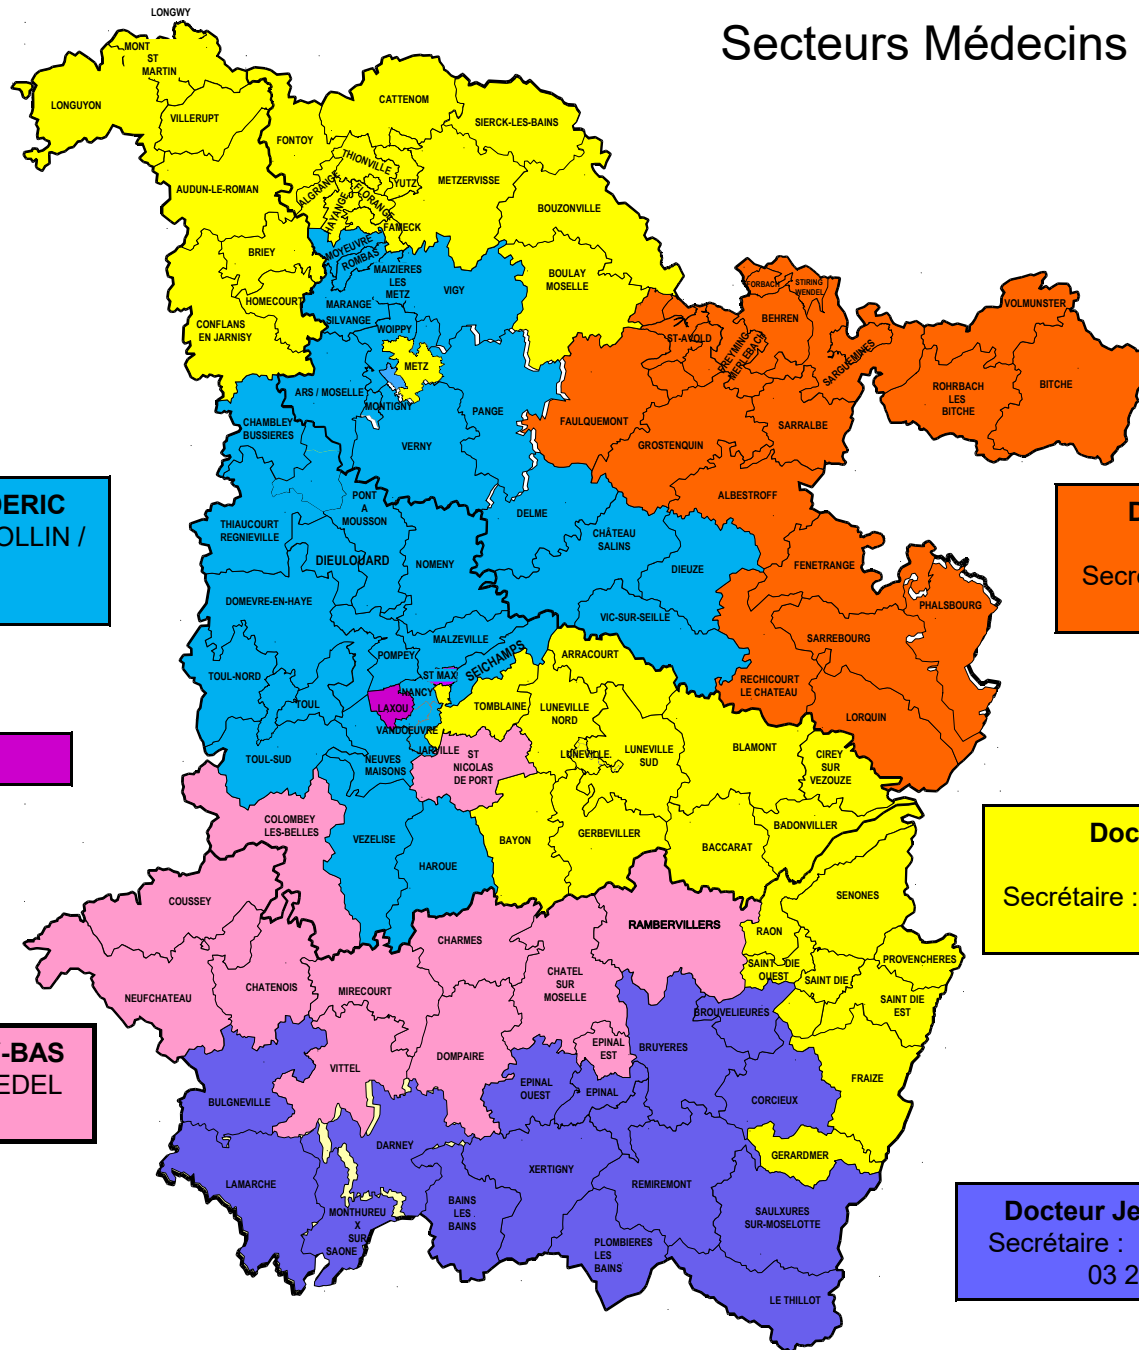 LONGWY
Secteurs Médecins
MONT
ST
MARTIN
LONGUYON
VILLERUPT
CATTENOM
SIERCK-LES-BAINS
FONTOY
THIONVILLE
YUTZ
METZERVISSE
AUDUN-LE-ROMAN
ALGRANGE
HAYANGE
FLORANGE
FAMECK
BOUZONVILLE
BRIEY
MOYEUVRE
ROMBAS
MAIZIERES
LES
METZ
VIGY
BOULAY
MOSELLE
HOMECOURT
CONFLANS
EN JARNISY
MARANGE
SILVANGE
WOIPPY
METZ
FORBACH
STIRING
WENDEL
BEHREN
ST-AVOLD
FREYMING
MERLEBACH
SARGUEMINES
VOLMUNSTER
ROHRBACH
LES
BITCHE
BITCHE
ARS / MOSELLE
MONTIGNY
PANGE
CHAMBLEY
BUSSIERES
VERNY
FAULQUEMONT
GROSTENQUIN
SARRALBE
ALBESTROFF
DERIC
OLLIN /
PONT
A
MOUSSON
THIAUCOURT
REGNIEVILLE
DIEULOUARD
NOMENY
DELME
CHÂTEAU
SALINS
DIEUZE
FENETRANGE
D
Secré
PHALSBOURG
DOMEVRE-EN-HAYE
VIC-SUR-SEILLE
SARREBOURG
MALZEVILLE
POMPEY
SEICHAMPS
ARRACOURT
TOUL-NORD
ST MAX
RECHICOURT
LE CHATEAU
TOUL
NANCY
LAXOU
TOMBLAINE
LUNEVILLE
NORD
LORQUIN
VANDOEUVRE
JARVILLE
TOUL-SUD
NEUVES
MAISONS
ST
NICOLAS
DE PORT
LUNEVILLE
LUNEVILLE
SUD
BLAMONT
CIREY
SUR
VEZOUZE
COLOMBEY
LES-BELLES
VEZELISE
HAROUE
BAYON
GERBEVILLER
BACCARAT
BADONVILLER
Doc
Secrétaire :
COUSSEY
CHARMES
RAMBERVILLERS
SENONES
RAON
SAINT DIE
OUEST
SAINT DIE
PROVENCHERES
SAINT DIE
EST
NEUFCHATEAU
CHATENOIS
MIRECOURT
CHATEL
SUR
MOSELLE
BROUVELIEURES
Y-BAS
EDEL
VITTEL
DOMPAIRE
EPINAL
EST
BRUYERES
FRAIZE
BULGNEVILLE
EPINAL
OUEST
EPINAL
CORCIEUX
DARNEY
GERARDMER
LAMARCHE
XERTIGNY
REMIREMONT
BAINS
LES
BAINS
MONTHUREU
X
SUR
SAONE
SAULXURES
SUR-MOSELOTTE
PLOMBIERES
LES
BAINS
LE THILLOT
Docteur Je
Secrétaire :
03 2